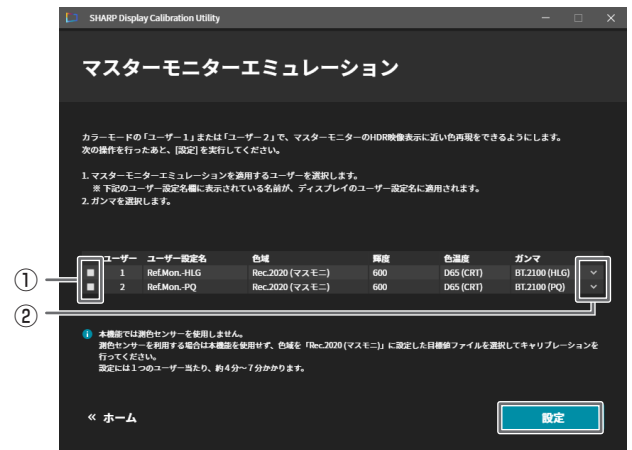 SHARP Display Calibration Utility
マスターモニターエミュレーション
カラーモードの「ユーザー1」または「ユーザー2」で、マスターモニターのHDR映像表示に近い色再現をできるようにします。
次の操作を行ったあと、[設定] を実行してください。
1. マスターモニターエミュレーションを適用するユーザーを選択します。
※ 下記のユーザー設定名欄に表示されている名前が、ディスプレイのユーザー設定名に適用されます。
2. ガンマを選択します。
ユーザー ユーザー設定名 色域 輝度 色温度 ガンマ
① 1 Ref.Mon.-HLG Rec.2020 (マスモニ) 600 D65 (CRT) BT.2100 (HLG)
2 Ref.Mon.-PQ Rec.2020 (マスモニ) 600 D65 (CRT) BT.2100 (PQ)
②
本機能では測色センサーを使用しません。
測色センサーを利用する場合は本機能を使用せず、色域を「Rec.2020 (マスモニ)」に設定した目標値ファイルを選択してキャリブレーションを
行ってください。
設定には1つのユーザー当たり、約4分～7分かかります。
« ホーム 設定